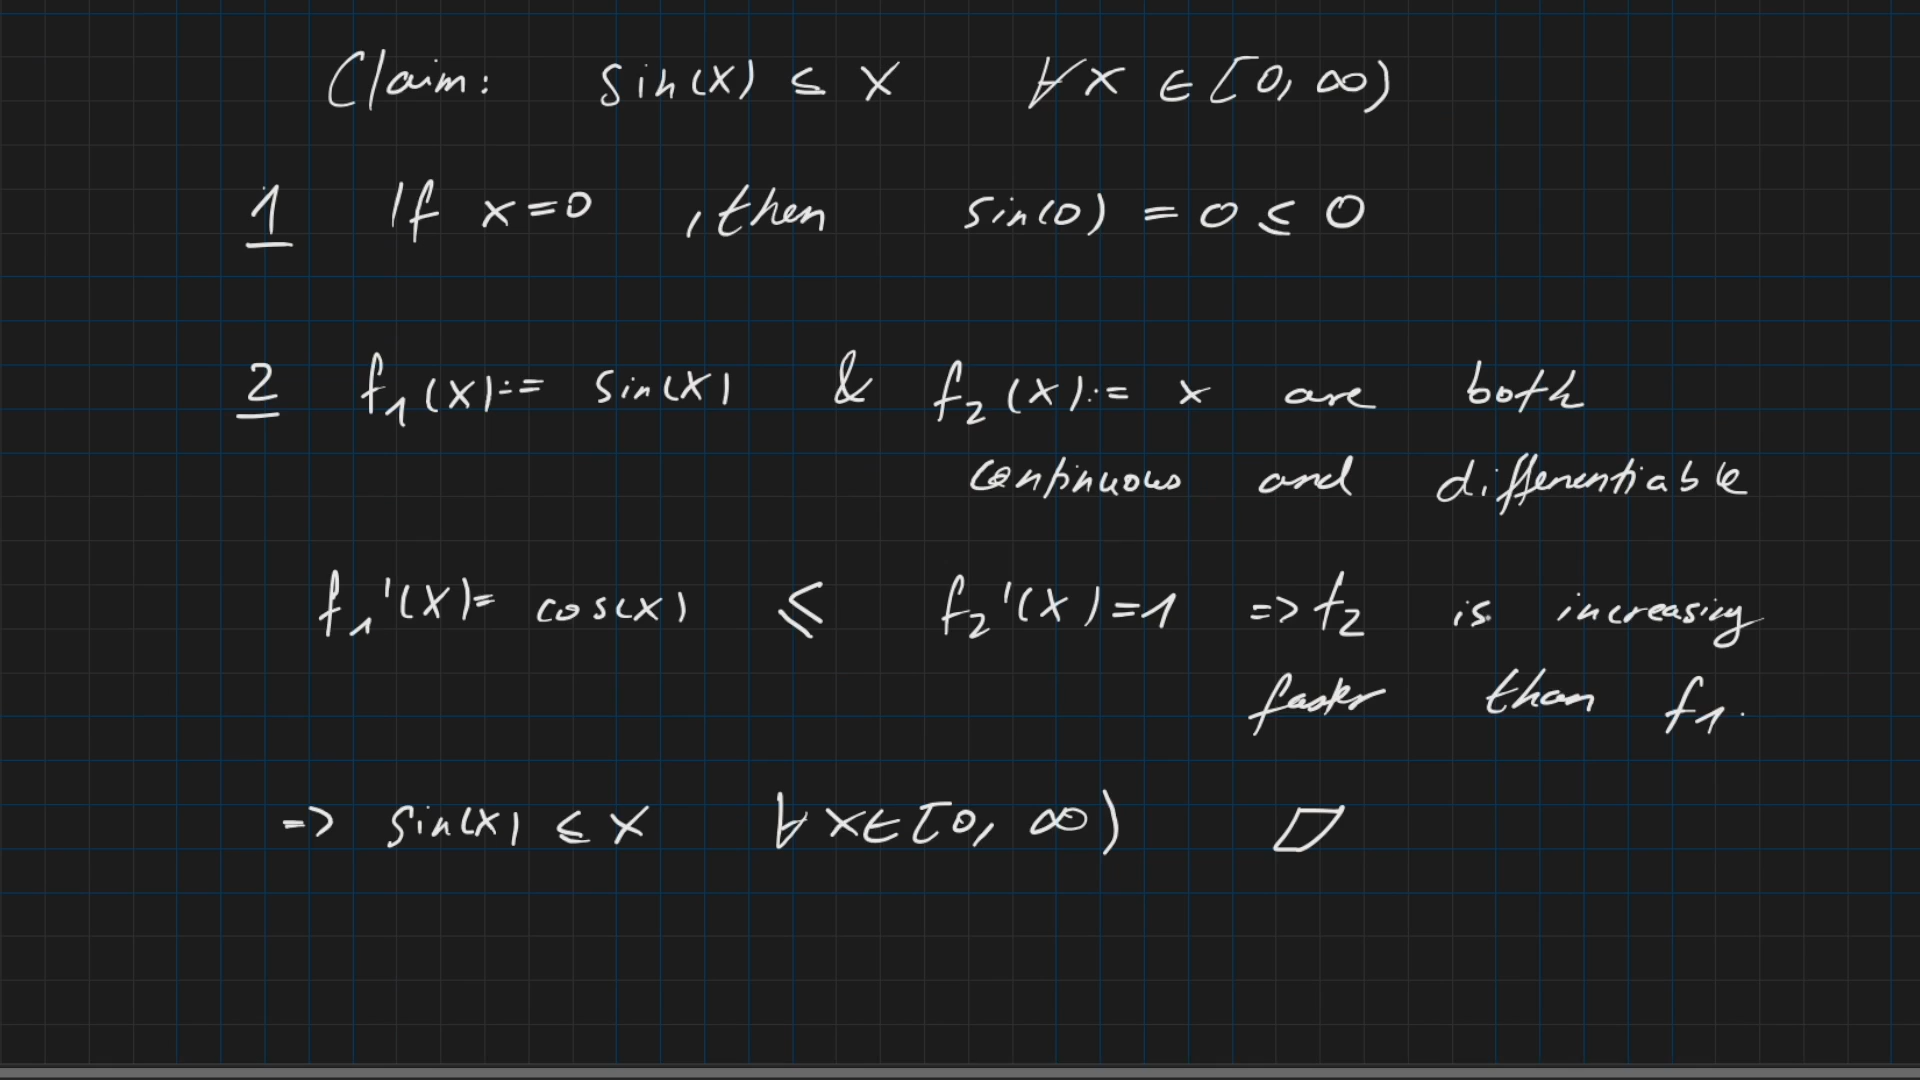 Claim: sin(x) ≤ x ∀x ∈ [0, ∞)
1 If x=0 , then sin(0) = 0 ≤ 0
2 f₁(x):= sin(x) & f₂(x):= x are both
continuous and differentiable
f₁'(x)= cos(x) ≤ f₂'(x)=1 => f₂ is increasing
faster than f₁.
=> sin(x) ≤ x ∀x∈[0, ∞) □